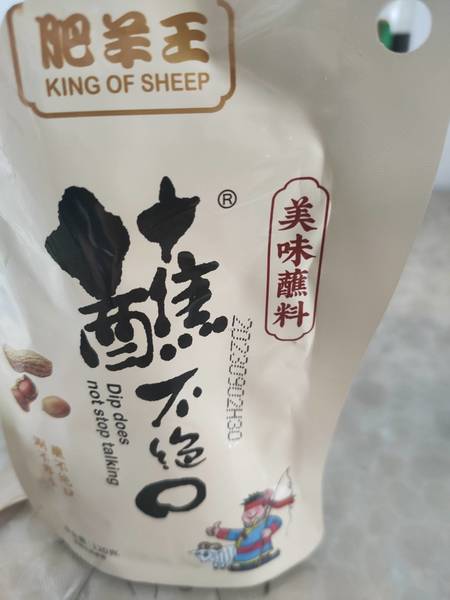 肥羊王
KING OF SHEEP
蘸不绝口
®
美味蘸料
Dip does
not stop talking
20230902H30